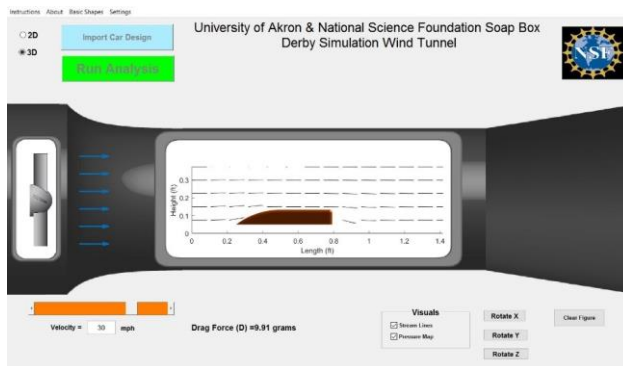 Instructions About Basic Shapes Settings
University of Akron & National Science Foundation Soap Box
Derby Simulation Wind Tunnel
2D
3D
Import Car Design
Run Analysis
NSF
Height (ft)
0.3
0.2
0.1
0
0 0.2 0.4 0.6 0.8 1 1.2 1.4
Length (ft)
Velocity = 30 mph
Drag Force (D) =9.91 grams
Visuals
Stream Lines
Pressure Map
Rotate X
Rotate Y
Rotate Z
Clear Figure